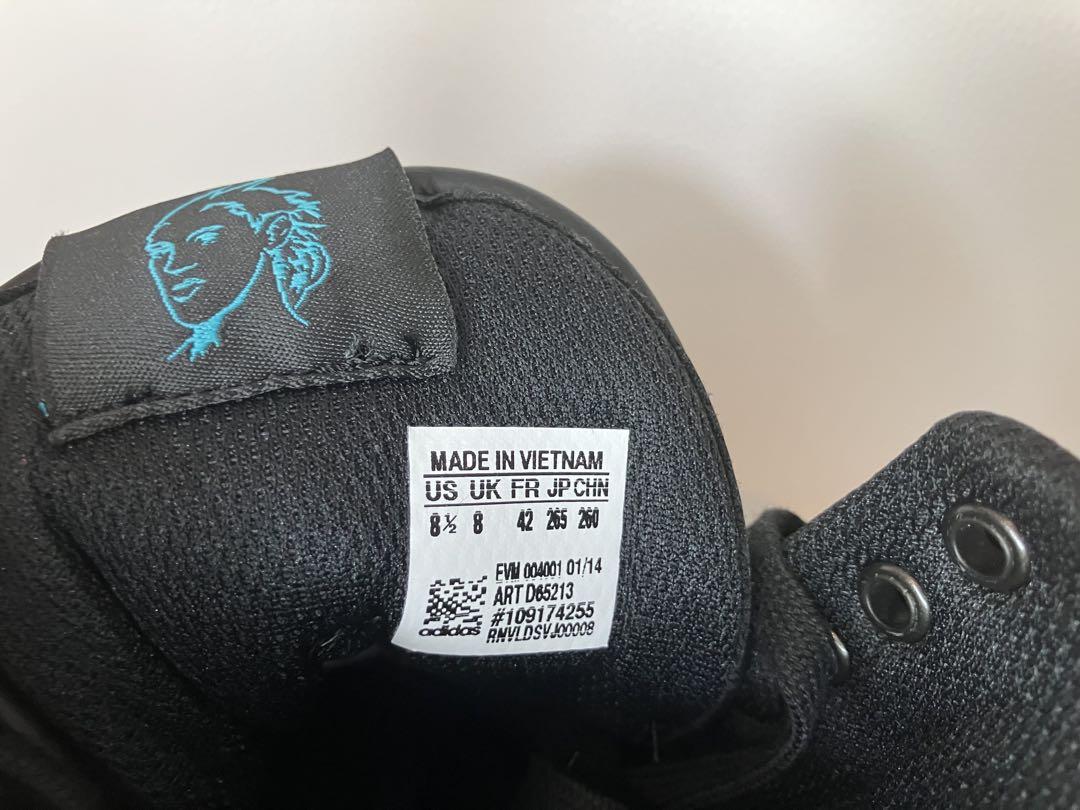 MADE IN VIETNAM
US UK FR JP CHN
8½ 8 42 265 260
EVM 004001 01/14
ART D65213
#109174255
adidas RNVLDSVJ00008